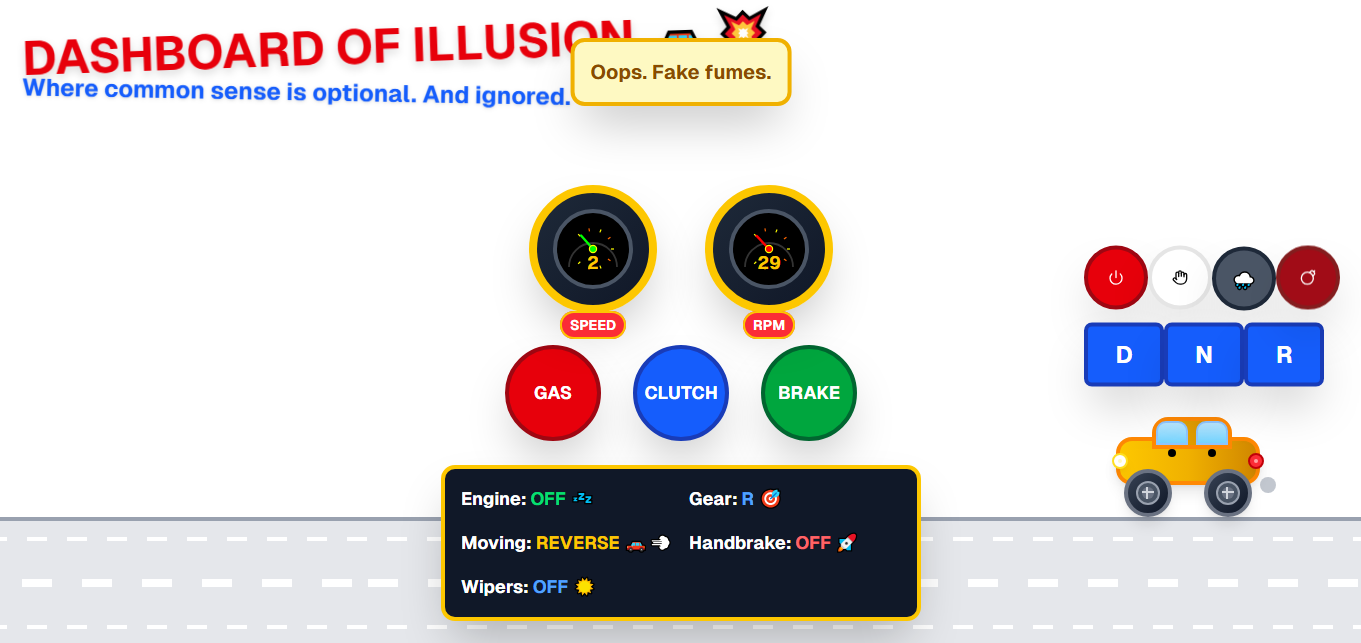 DASHBOARD OF ILLUSION
Where common sense is optional. And ignored.
Oops. Fake fumes.
2
29
SPEED
RPM
GAS
CLUTCH
BRAKE
D
N
R
Engine: OFF 💤
Gear: R 🎯
Moving: REVERSE 🚗 💨
Handbrake: OFF 🚀
Wipers: OFF ☀️